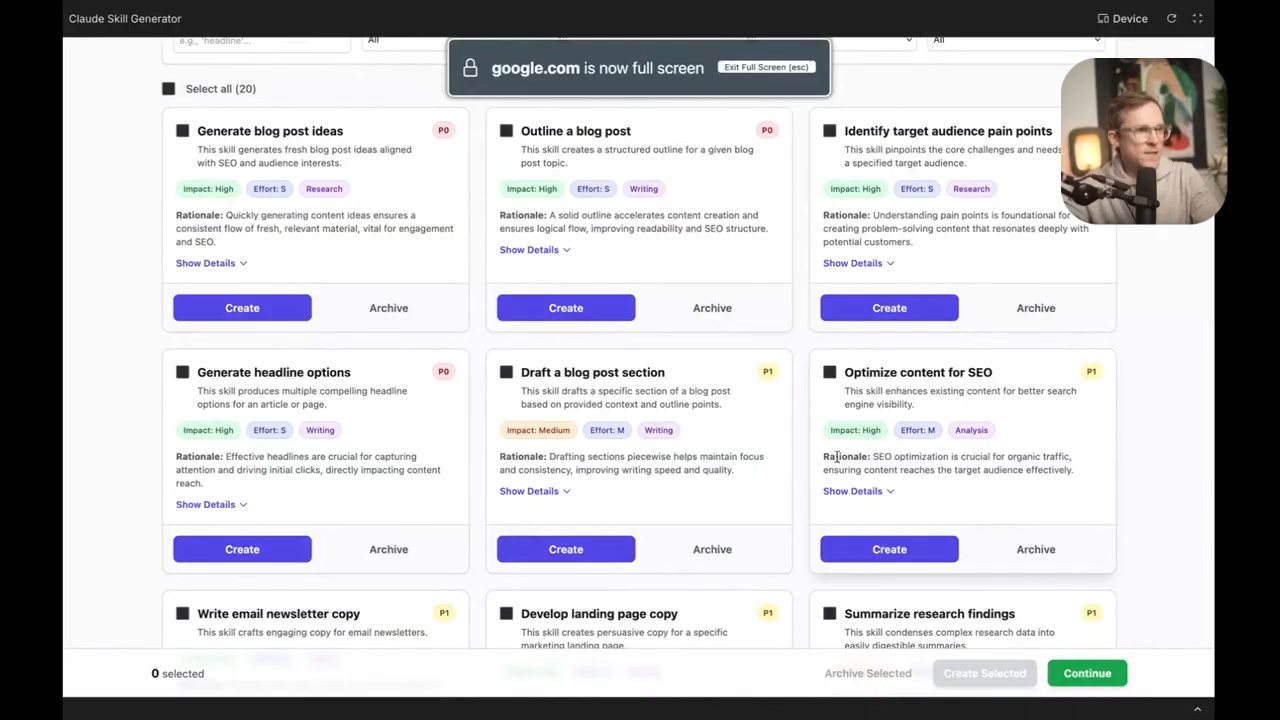 Claude Skill Generator
Device
e.g., 'headline'...
All
All
google.com is now full screen
Exit Full Screen (esc)
Select all (20)
Generate blog post ideas
P0
This skill generates fresh blog post ideas aligned
with SEO and audience interests.
Impact: High
Effort: S
Research
Rationale: Quickly generating content ideas ensures a
consistent flow of fresh, relevant material, vital for engagement
and SEO.
Show Details
Create
Archive
Outline a blog post
P0
This skill creates a structured outline for a given blog
post topic.
Impact: High
Effort: S
Writing
Rationale: A solid outline accelerates content creation and
ensures logical flow, improving readability and SEO structure.
Show Details
Create
Archive
Identify target audience pain points
This skill pinpoints the core challenges and needs
a specified target audience.
Impact: High
Effort: S
Research
Rationale: Understanding pain points is foundational for
creating problem-solving content that resonates deeply with
potential customers.
Show Details
Create
Archive
Generate headline options
P0
This skill produces multiple compelling headline
options for an article or page.
Impact: High
Effort: S
Writing
Rationale: Effective headlines are crucial for capturing
attention and driving initial clicks, directly impacting content
reach.
Show Details
Create
Archive
Draft a blog post section
P1
This skill drafts a specific section of a blog post
based on provided context and outline points.
Impact: Medium
Effort: M
Writing
Rationale: Drafting sections piecewise helps maintain focus
and consistency, improving writing speed and quality.
Show Details
Create
Archive
Optimize content for SEO
P1
This skill enhances existing content for better search
engine visibility.
Impact: High
Effort: M
Analysis
Rationale: SEO optimization is crucial for organic traffic,
ensuring content reaches the target audience effectively.
Show Details
Create
Archive
Write email newsletter copy
P1
This skill crafts engaging copy for email newsletters.
Develop landing page copy
P1
This skill creates persuasive copy for a specific
marketing landing page.
Summarize research findings
P1
This skill condenses complex research data into
easily digestible summaries.
0 selected
Archive Selected
Create Selected
Continue